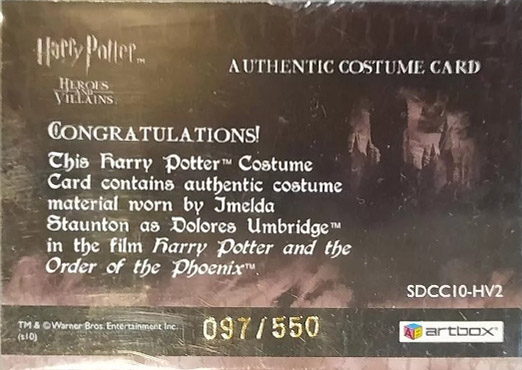 Harry Potter™
HEROES
AND
VILLAINS
AUTHENTIC COSTUME CARD
CONGRATULATIONS!
This Harry Potter™ Costume
Card contains authentic costume
material worn by Imelda
Staunton as Dolores Umbridge™
in the film Harry Potter and the
Order of the Phoenix™
SDCC10-HV2
TM & © Warner Bros. Entertainment Inc.
(s10)
097/550
artbox